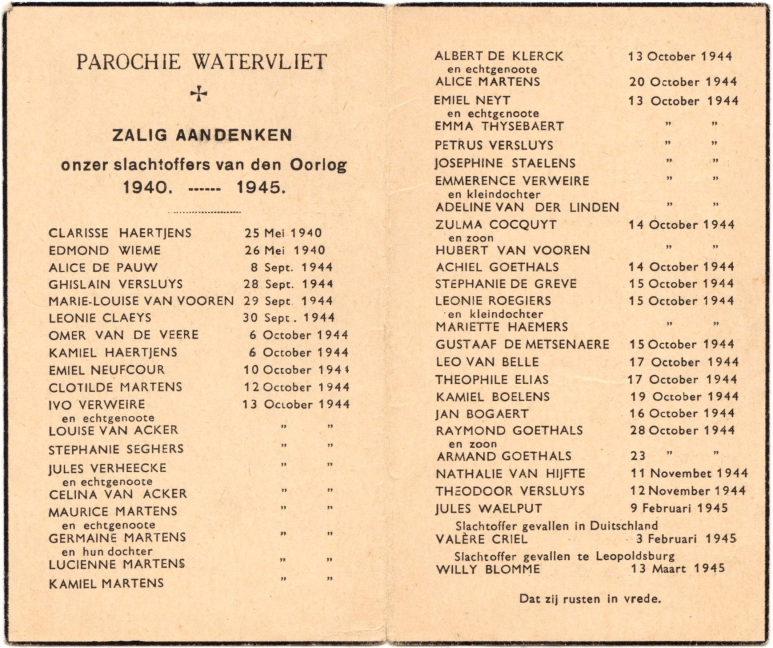 PAROCHIE WATERVLIET
ZALIG AANDENKEN
onzer slachtoffers van den Oorlog
1940. ------ 1945.
CLARISSE HAERTJENS 25 Mei 1940
EDMOND WIEME 26 Mei 1940
ALICE DE PAUW 8 Sept. 1944
GHISLAIN VERSLUYS 28 Sept. 1944
MARIE-LOUISE VAN VOOREN 29 Sept. 1944
LEONIE CLAEYS 30 Sept. 1944
OMER VAN DE VEERE 6 October 1944
KAMIEL HAERTJENS 6 October 1944
EMIEL NEUFCOUR 10 October 1944
CLOTILDE MARTENS 12 October 1944
IVO VERWEIRE 13 October 1944
en echtgenoote
LOUISE VAN ACKER " "
STEPHANIE SEGHERS " "
JULES VERHEECKE " "
en echtgenoote
CELINA VAN ACKER " "
MAURICE MARTENS " "
en echtgenoote
GERMAINE MARTENS " "
en hun dochter
LUCIENNE MARTENS " "
KAMIEL MARTENS " "
ALBERT DE KLERCK 13 October 1944
en echtgenoote
ALICE MARTENS 20 October 1944
EMIEL NEYT 13 October 1944
en echtgenoote
EMMA THYSEBAERT " "
PETRUS VERSLUYS " "
JOSEPHINE STAELENS " "
EMMERENCE VERWEIRE " "
en kleindochter
ADELINE VAN DER LINDEN " "
ZULMA COCQUYT 14 October 1944
en zoon
HUBERT VAN VOOREN " "
ACHIEL GOETHALS 14 October 1944
STEPHANIE DE GREVE 15 October 1944
LEONIE ROEGIERS 15 October 1944
en kleindochter
MARIETTE HAEMERS " "
GUSTAAF DE METSENAERE 15 October 1944
LEO VAN BELLE 17 October 1944
THEOPHILE ELIAS 17 October 1944
KAMIEL BOELENS 19 October 1944
JAN BOGAERT 16 October 1944
RAYMOND GOETHALS 28 October 1944
en zoon
ARMAND GOETHALS 23 " "
NATHALIE VAN HIJFTE 11 Novembet 1944
THEODOOR VERSLUYS 12 November 1944
JULES WAELPUT 9 Februari 1945
Slachtoffer gevallen in Duitschland
VALÈRE CRIEL 3 Februari 1945
Slachtoffer gevallen te Leopoldsburg
WILLY BLOMME 13 Maart 1945
Dat zij rusten in vrede.